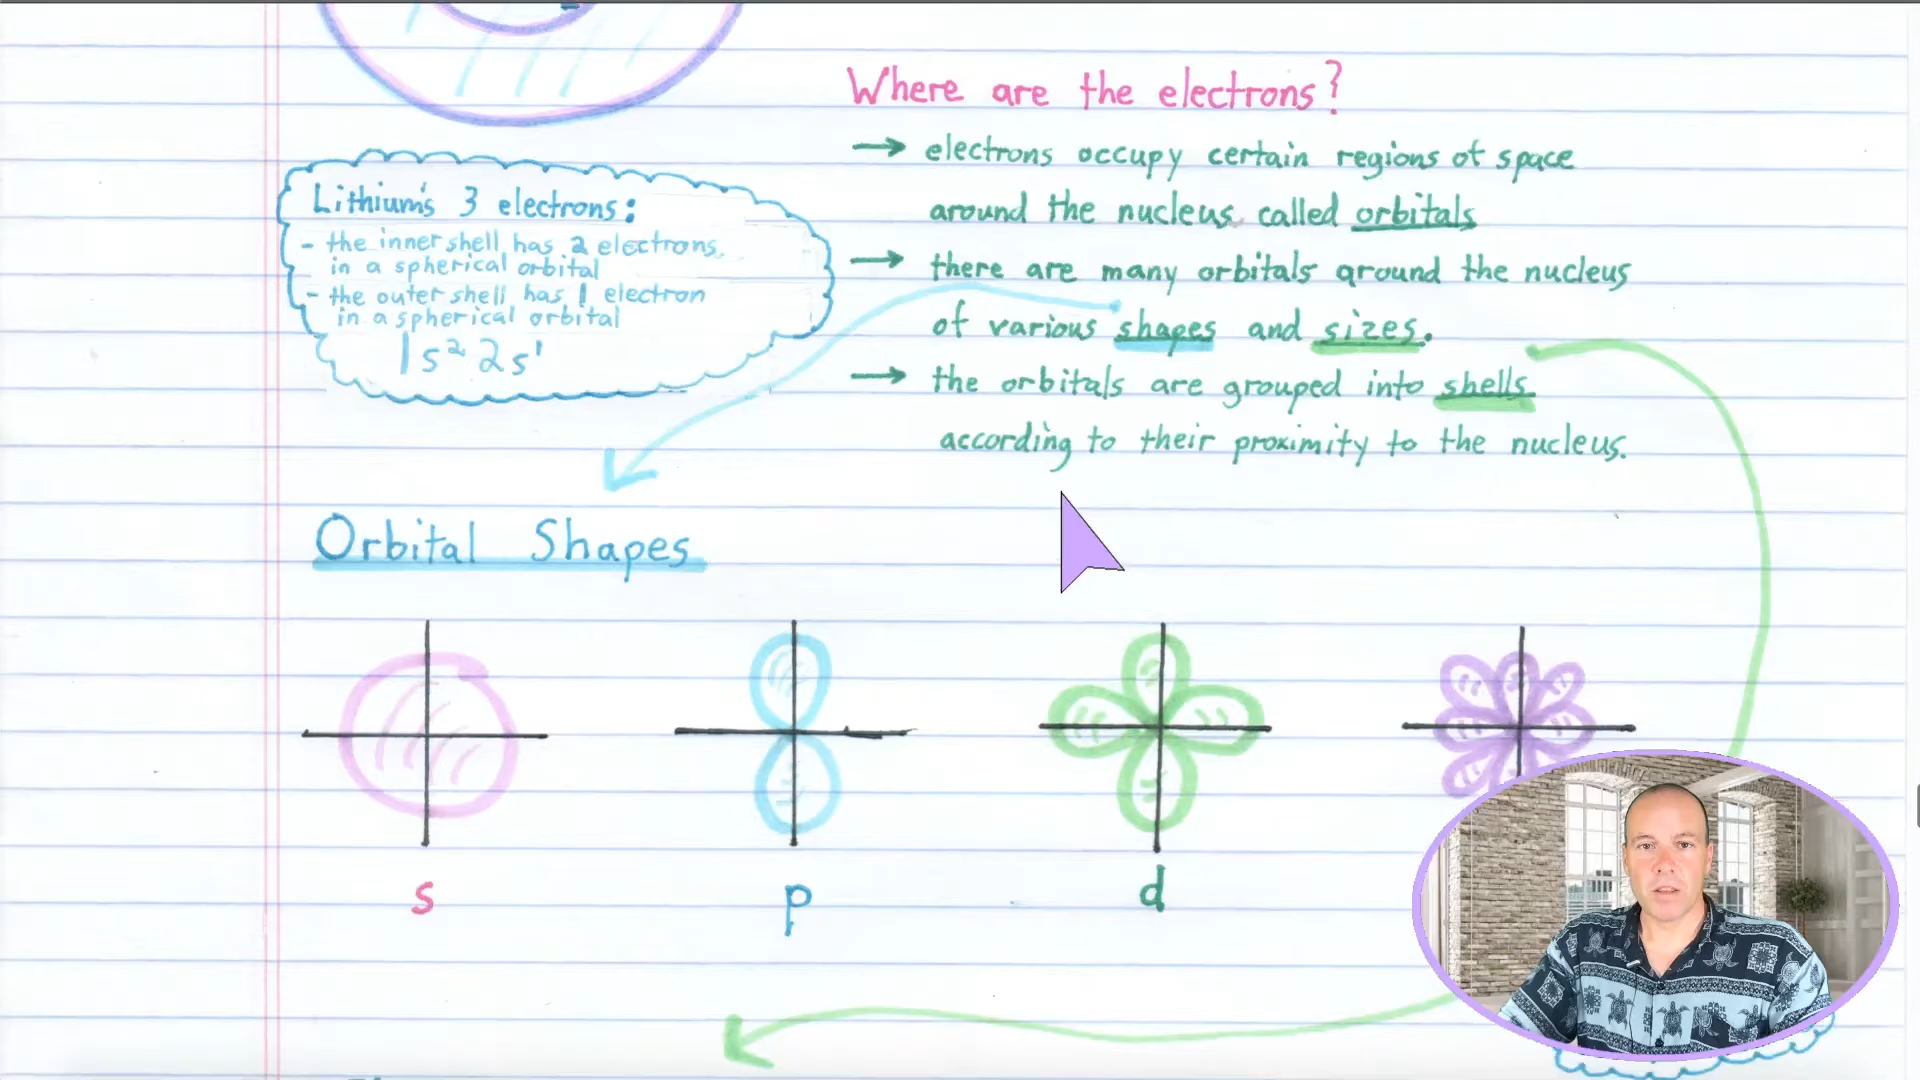 Where are the electrons?
→ electrons occupy certain regions of space
around the nucleus called orbitals
→ there are many orbitals around the nucleus
of various shapes and sizes.
→ the orbitals are grouped into shells
according to their proximity to the nucleus.
Lithium's 3 electrons:
- the inner shell has 2 electrons,
in a spherical orbital
- the outer shell has 1 electron
in a spherical orbital
1s² 2s¹
Orbital Shapes
s
p
d